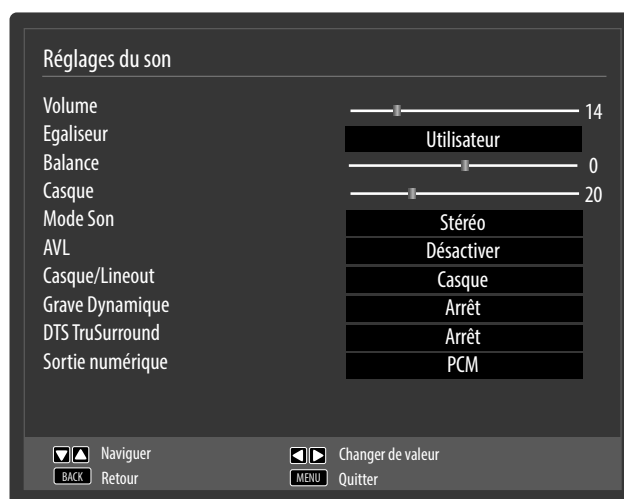 Réglages du son
Volume 14
Egaliseur Utilisateur
Balance 0
Casque 20
Mode Son Stéréo
AVL Désactiver
Casque/Lineout Casque
Grave Dynamique Arrêt
DTS TruSurround Arrêt
Sortie numérique PCM
Naviguer Changer de valeur
BACK Retour MENU Quitter